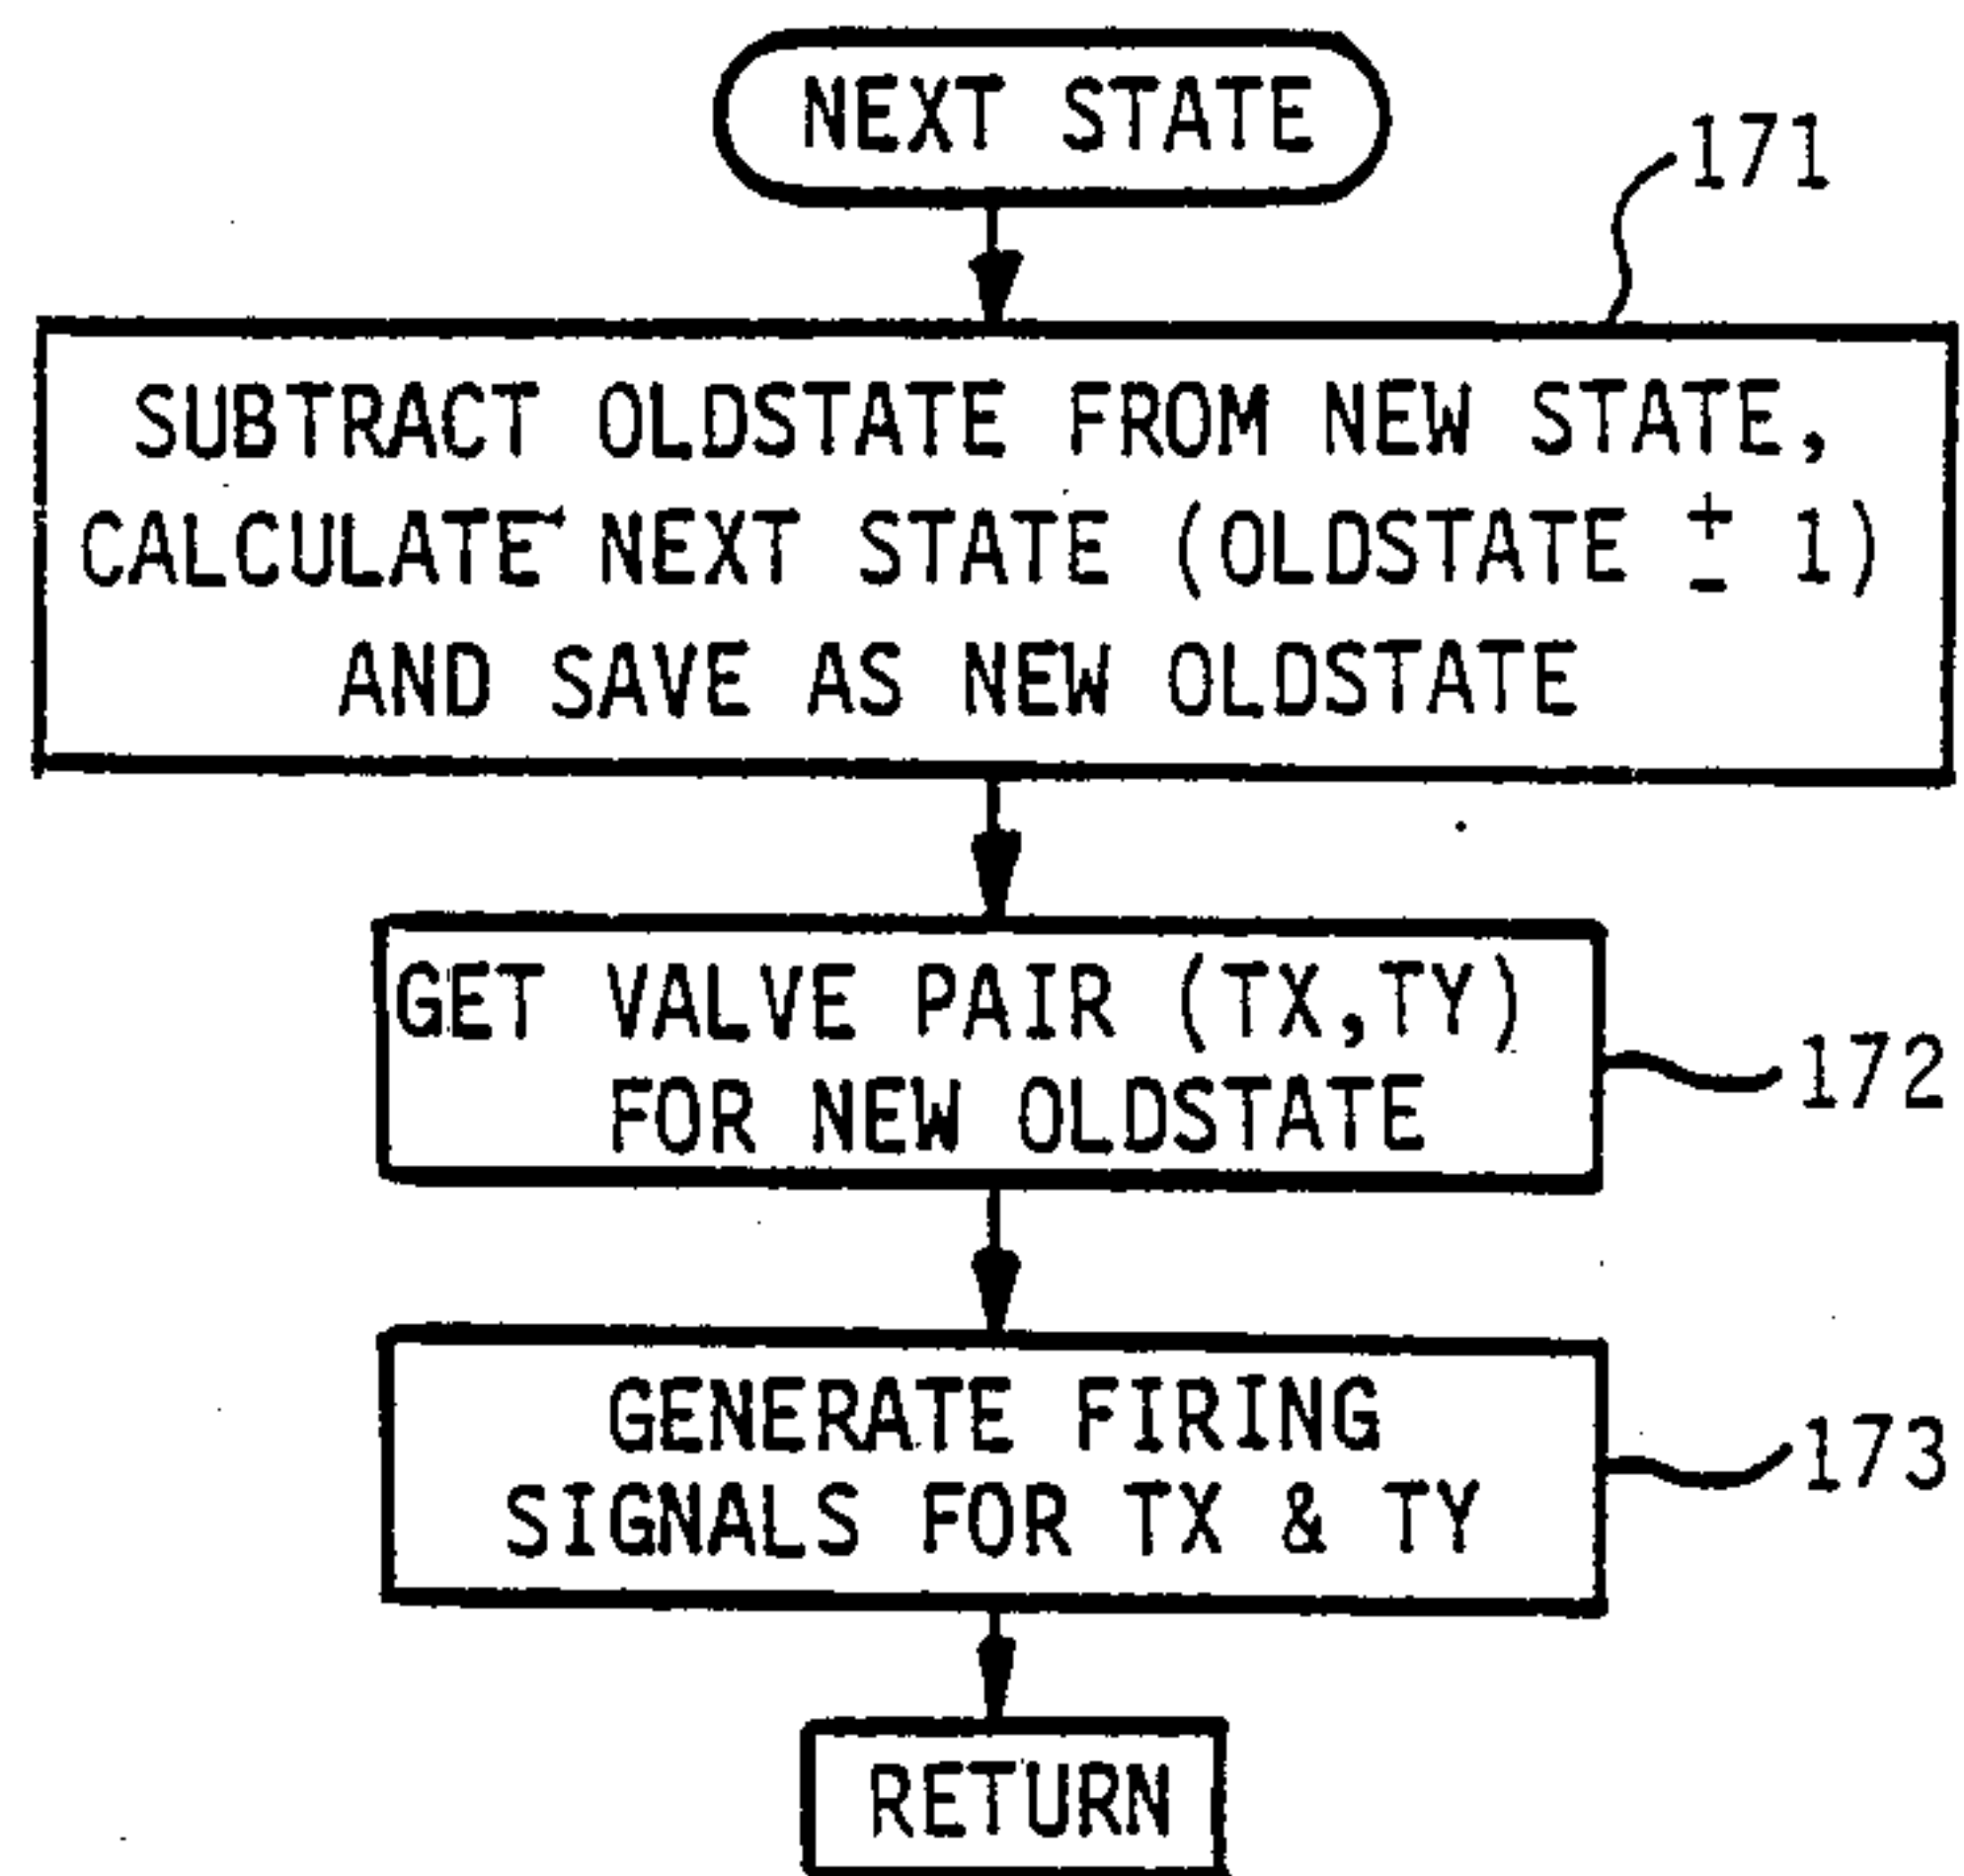 NEXT STATE
171
SUBTRACT OLDSTATE FROM NEW STATE,
CALCULATE NEXT STATE (OLDSTATE ± 1)
AND SAVE AS NEW OLDSTATE
GET VALVE PAIR (TX,TY)
FOR NEW OLDSTATE
172
GENERATE FIRING
SIGNALS FOR TX & TY
173
RETURN